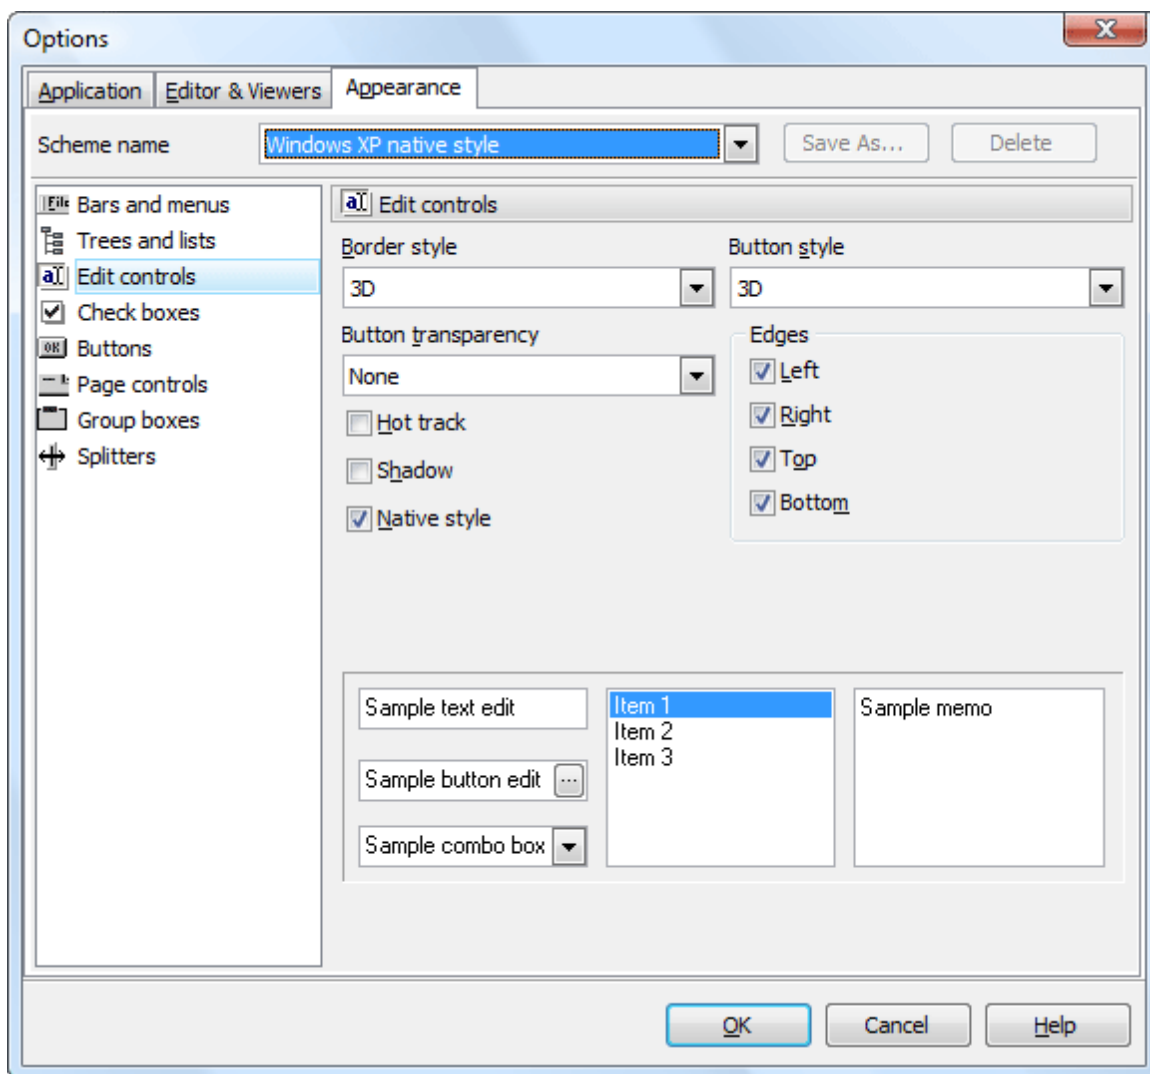 Options
Application Editor & Viewers Appearance
Scheme name Windows XP native style Save As... Delete
Bars and menus
Trees and lists
Edit controls
Check boxes
Buttons
Page controls
Group boxes
Splitters
Edit controls
Border style
3D
Button style
3D
Button transparency
None
Hot track
Shadow
Native style
Edges
Left
Right
Top
Bottom
Sample text edit
Sample button edit ...
Sample combo box
Item 1
Item 2
Item 3
Sample memo
OK Cancel Help